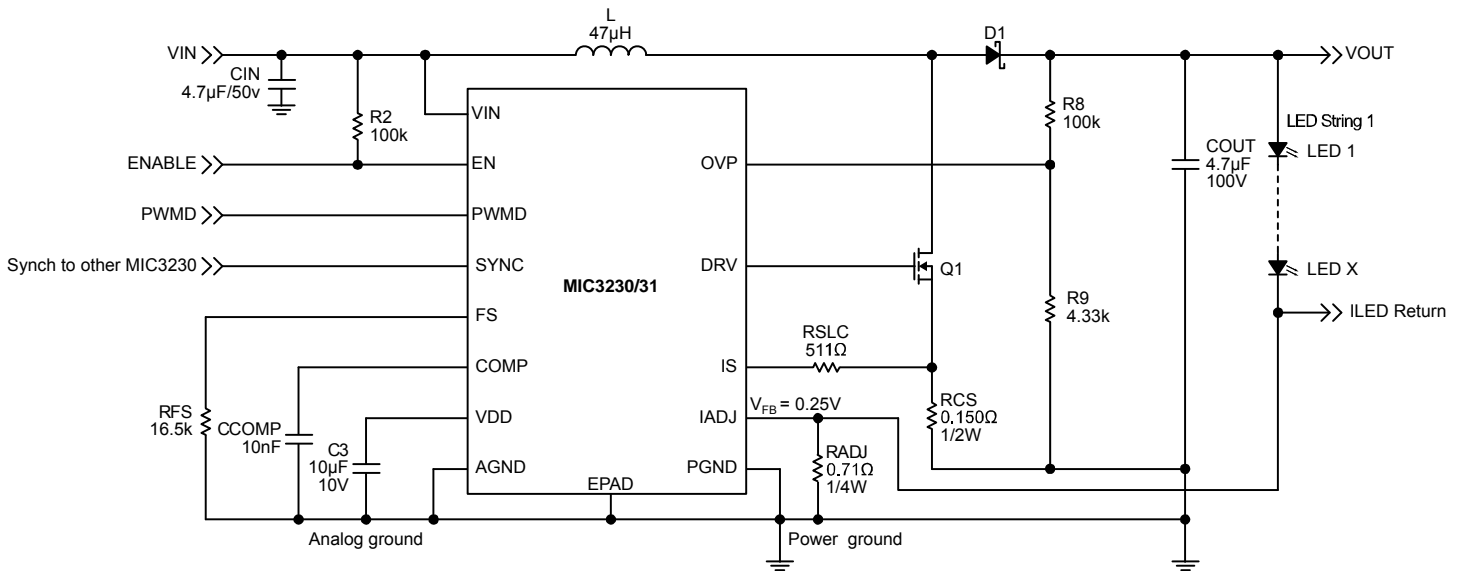 L
47µH
D1
VIN
VOUT
CIN
4.7µF/50v
R2
100k
VIN
R8
100k
LED String 1
LED 1
ENABLE
EN
OVP
COUT
4.7µF
100V
PWMD
PWMD
Synch to other MIC3230
SYNC
DRV
Q1
LED X
MIC3230/31
R9
4.33k
ILED Return
FS
RSLC
511Ω
COMP
IS
RFS
16.5k
CCOMP
10nF
VDD
VFB = 0.25V
IADJ
RCS
0.150Ω
1/2W
C3
10µF
10V
AGND
PGND
RADJ
0.71Ω
1/4W
EPAD
Analog ground
Power ground